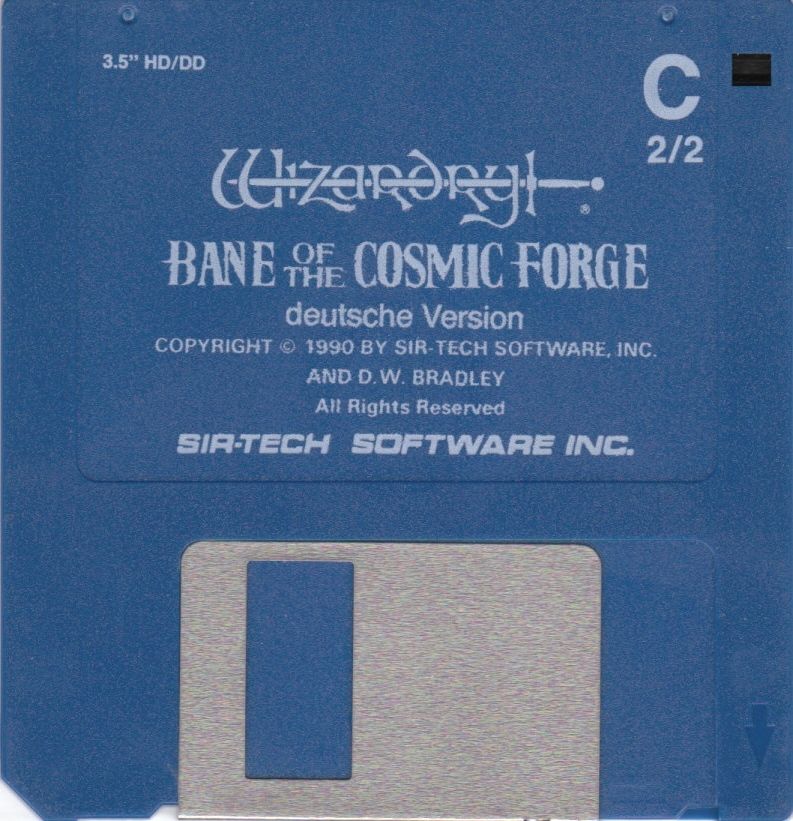 3.5" HD/DD
C
2/2
Wizardry
®
BANE OF THE COSMIC FORGE
deutsche Version
COPYRIGHT © 1990 BY SIR-TECH SOFTWARE, INC.
AND D.W. BRADLEY
All Rights Reserved
SIR-TECH SOFTWARE INC.